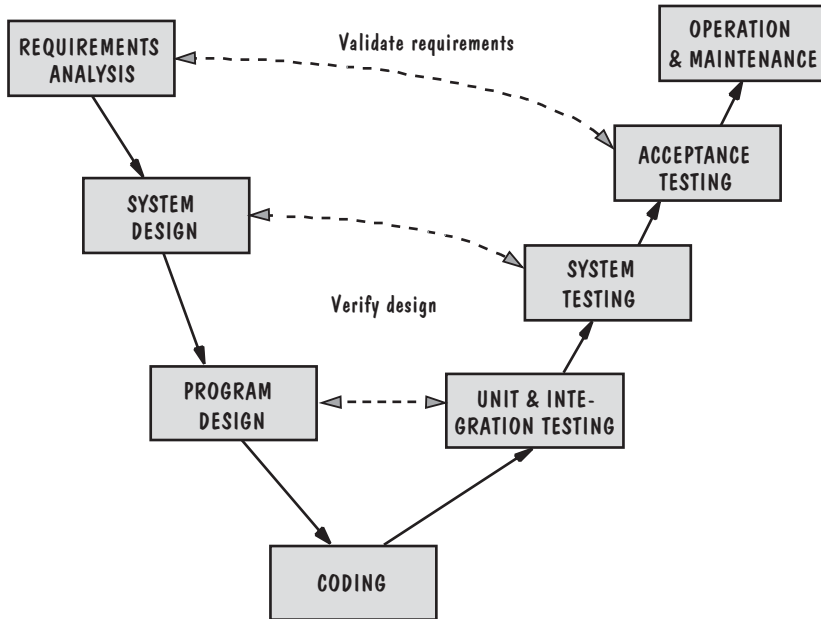 REQUIREMENTS
ANALYSIS
Validate requirements
OPERATION
& MAINTENANCE
ACCEPTANCE
TESTING
SYSTEM
DESIGN
SYSTEM
TESTING
Verify design
PROGRAM
DESIGN
UNIT & INTE-
GRATION TESTING
CODING